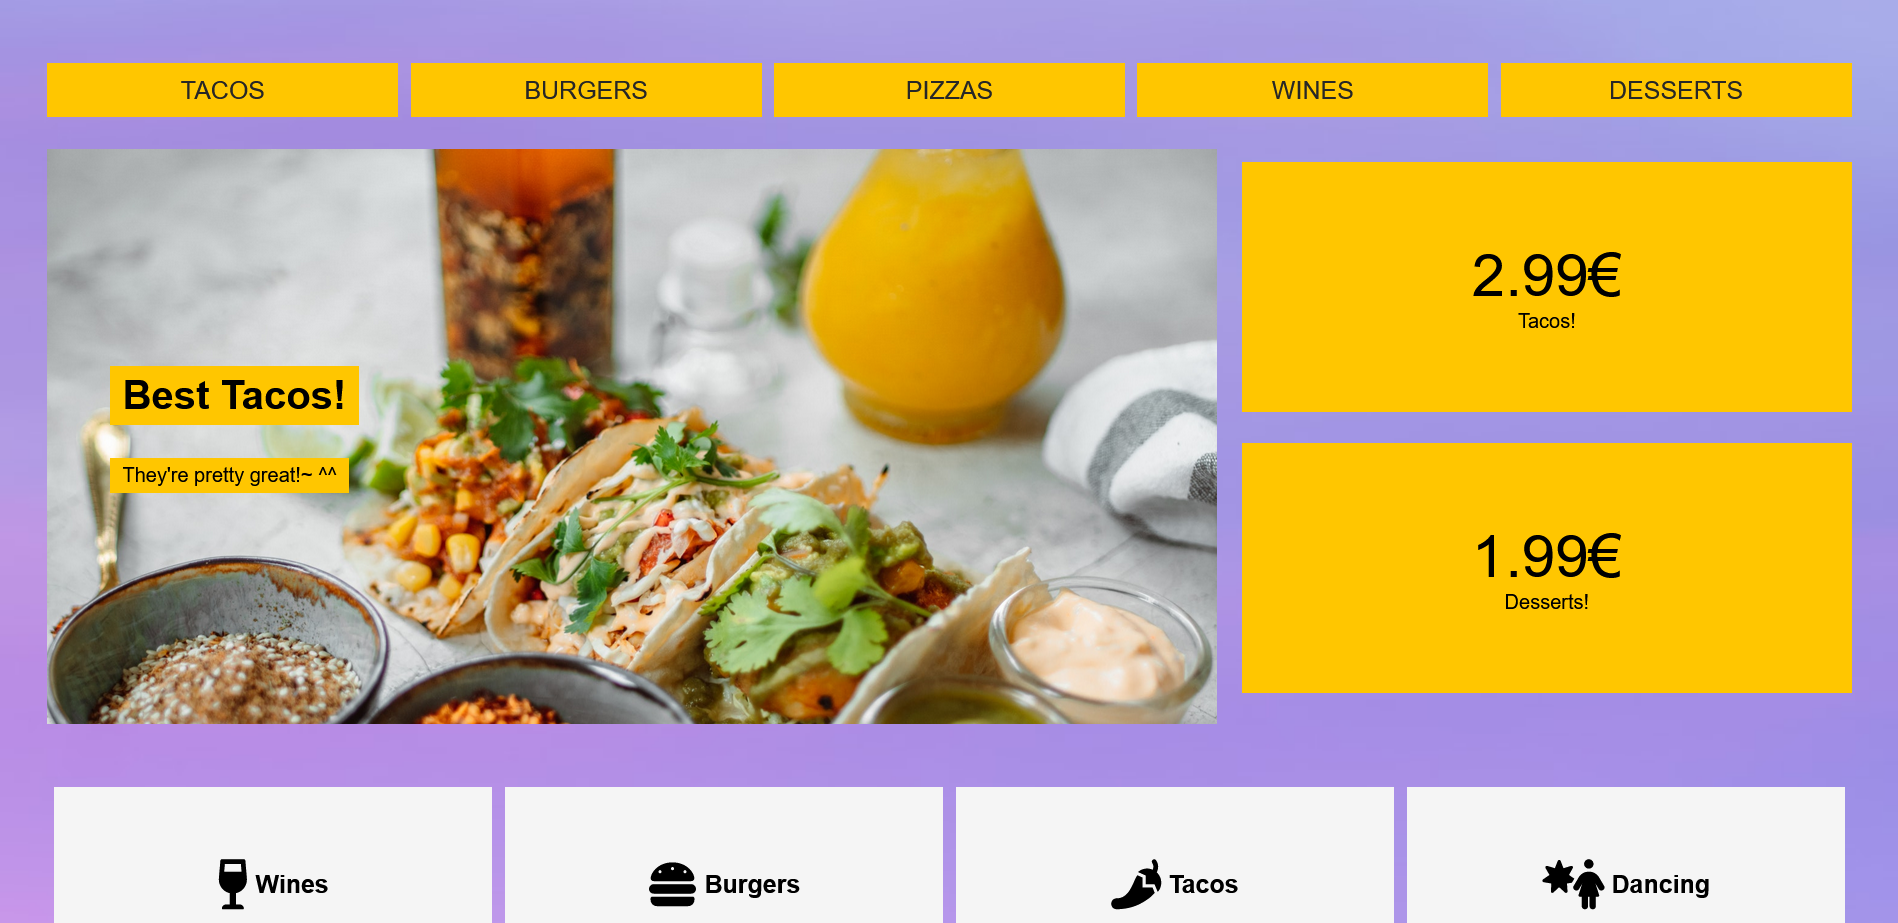 TACOS
BURGERS
PIZZAS
WINES
DESSERTS
Best Tacos!
They're pretty great!~ ^^
2.99€
Tacos!
1.99€
Desserts!
Wines
Burgers
Tacos
Dancing